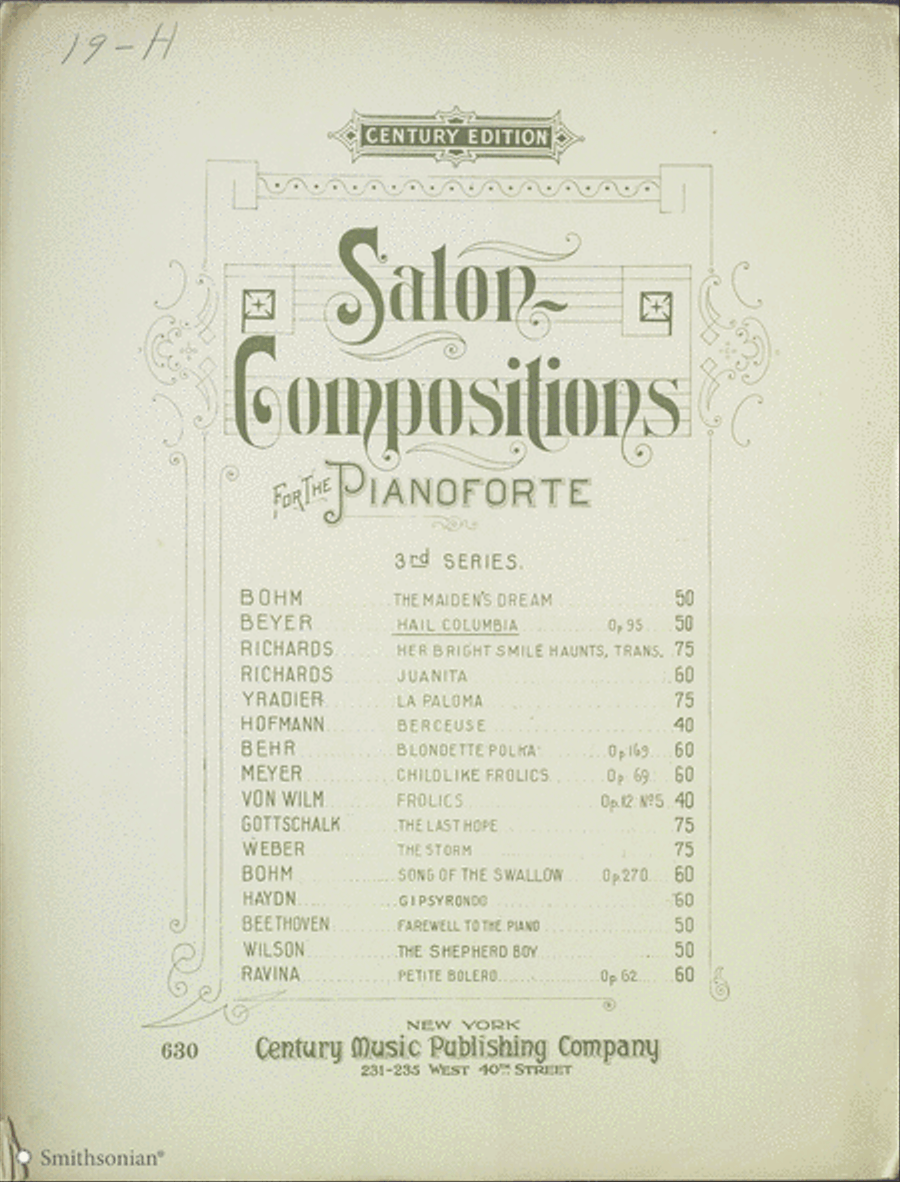 19-H
CENTURY EDITION
Salon
Compositions
FOR THE PIANOFORTE
3rd SERIES.
BOHM THE MAIDEN'S DREAM 50
BEYER HAIL COLUMBIA Op 95 50
RICHARDS HER BRIGHT SMILE HAUNTS, TRANS. 75
RICHARDS JUANITA 60
YRADIER LA PALOMA 75
HOFMANN BERCEUSE 40
BEHR BLONDETTE POLKA Op 169 60
MEYER CHILDLIKE FROLICS Op 69 60
VON WILM FROLICS Op.12 Nº5 40
GOTTSCHALK THE LAST HOPE 75
WEBER THE STORM 75
BOHM SONG OF THE SWALLOW Op.270 60
HAYDN GIPSY RONDO 60
BEETHOVEN FAREWELL TO THE PIANO 50
WILSON THE SHEPHERD BOY 50
RAVINA PETITE BOLERO Op 62 60
NEW YORK
630 Century Music Publishing Company
231-235 WEST 40TH STREET
Smithsonian®